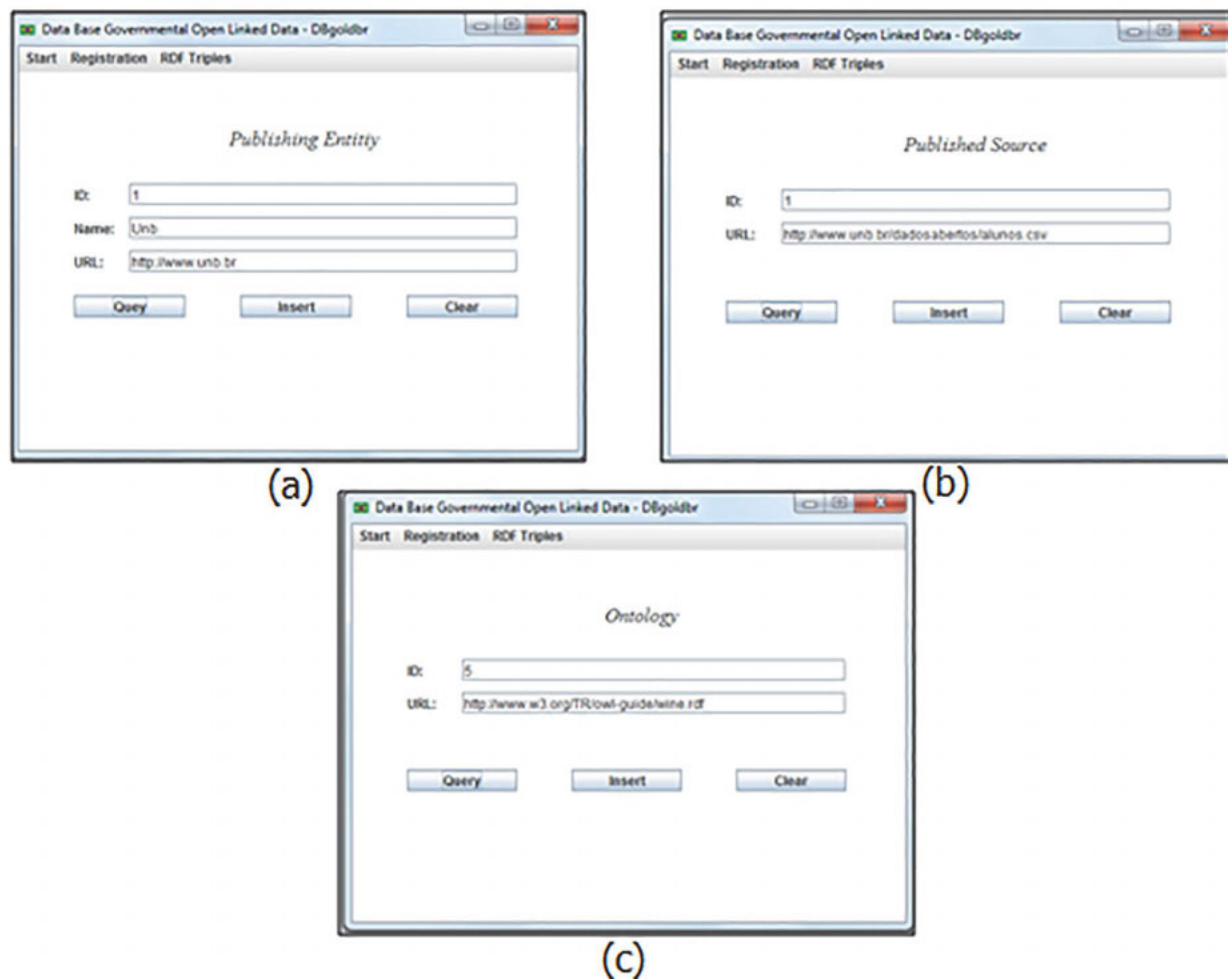 Data Base Governmental Open Linked Data - DBgoldbr
Start Registration RDF Triples
Publishing Entitiy
ID: 1
Name: Unb
URL: http://www.unb.br
Quey Insert Clear
(a)
Data Base Governmental Open Linked Data - DBgoldbr
Start Registration RDF Triples
Published Source
ID: 1
URL: http://www.unb.br/dadosabertos/alunos.csv
Query Insert Clear
(b)
Data Base Governmental Open Linked Data - DBgoldbr
Start Registration RDF Triples
Ontology
ID: 5
URL: http://www.w3.org/TR/owl-guide/wine.rdf
Query Insert Clear
(c)